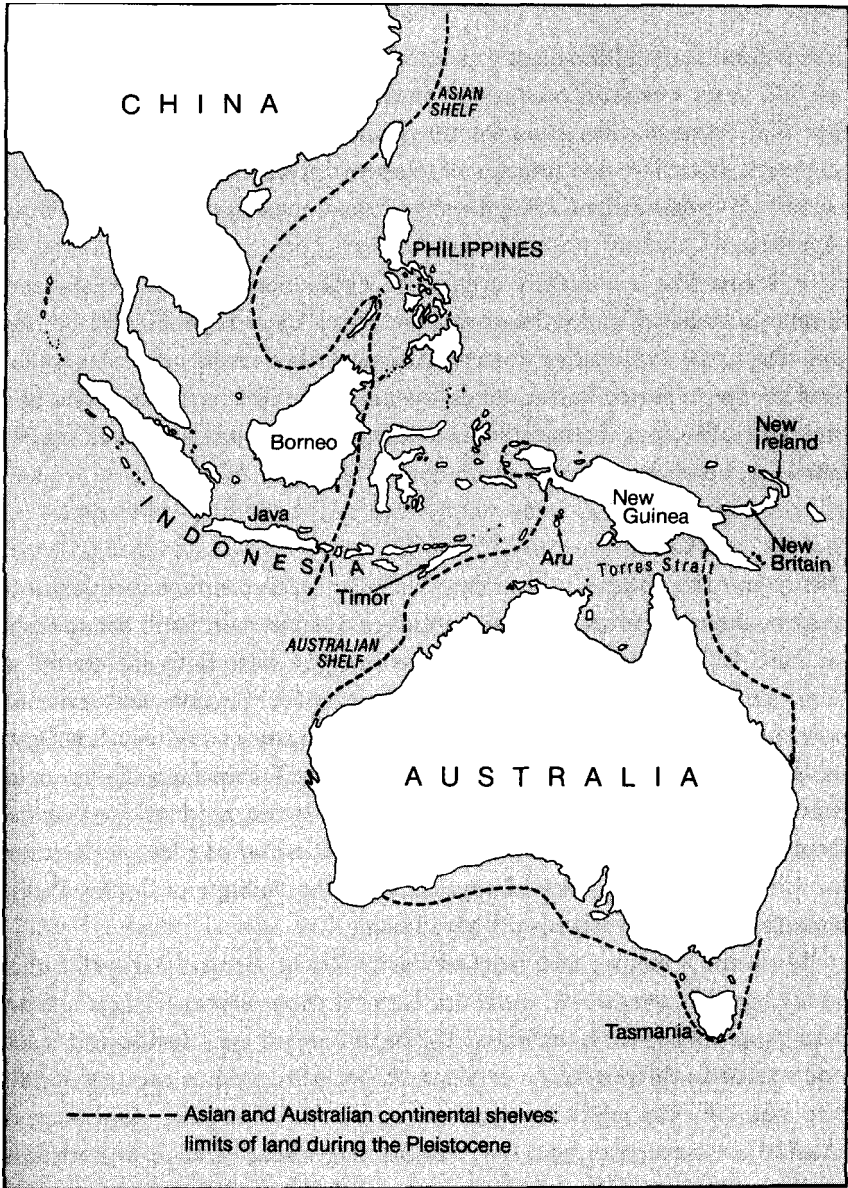 CHINA
ASIAN
SHELF
PHILIPPINES
Borneo
New
Ireland
New
Guinea
Java
INDONESIA
Aru
New
Britain
Torres Strait
Timor
AUSTRALIAN
SHELF
AUSTRALIA
Tasmania
Asian and Australian continental shelves:
limits of land during the Pleistocene